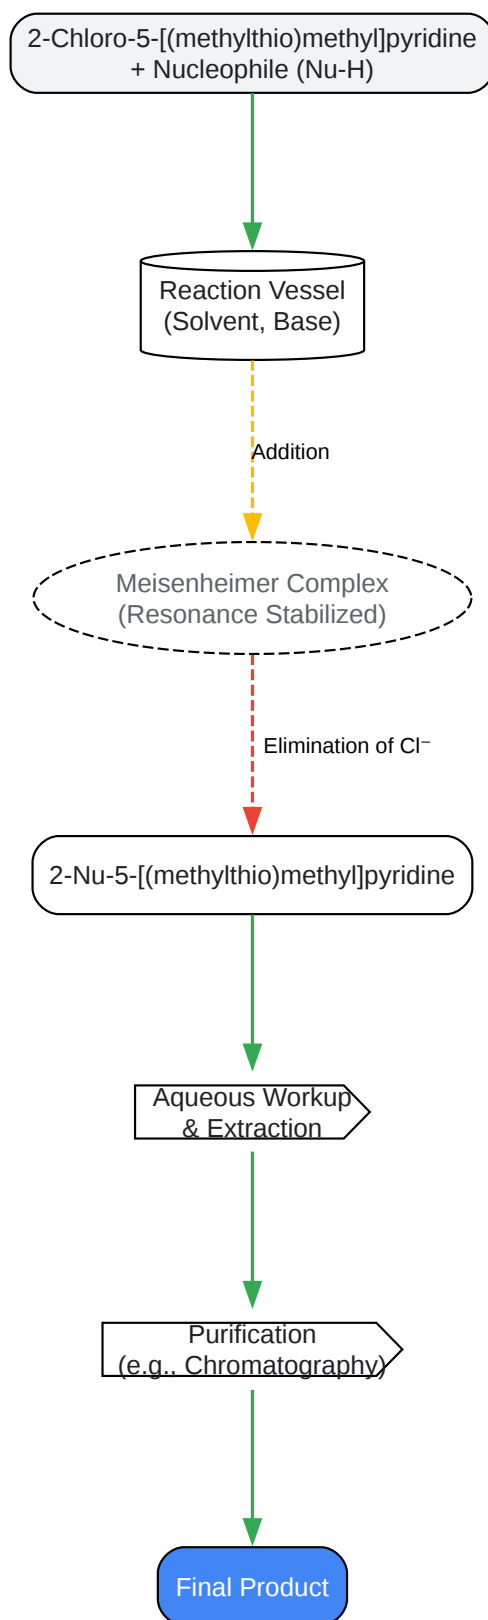 2-Chloro-5-[(methylthio)methyl]pyridine
+ Nucleophile (Nu-H)
Reaction Vessel
(Solvent, Base)
Addition
Meisenheimer Complex
(Resonance Stabilized)
Elimination of Cl⁻
2-Nu-5-[(methylthio)methyl]pyridine
Aqueous Workup
& Extraction
Purification
(e.g., Chromatography)
Final Product